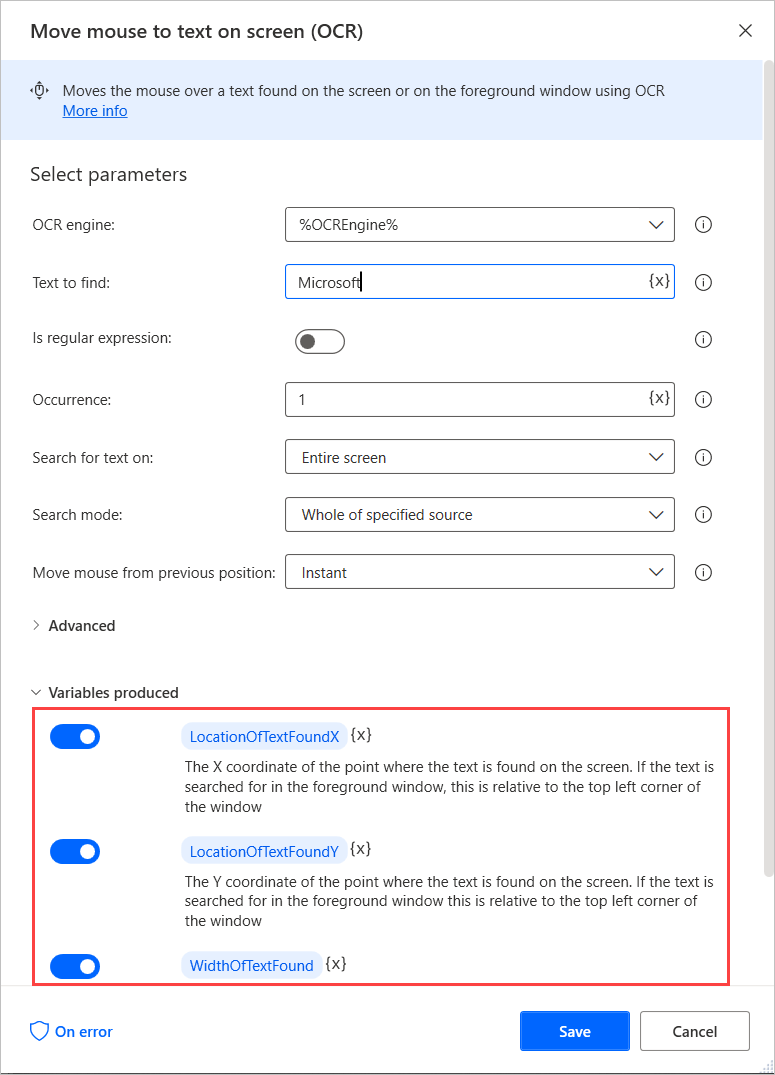 Move mouse to text on screen (OCR)
Moves the mouse over a text found on the screen or on the foreground window using OCR
More info
Select parameters
OCR engine: %OCREngine%
Text to find: Microsoft {x}
Is regular expression:
Occurrence: 1 {x}
Search for text on: Entire screen
Search mode: Whole of specified source
Move mouse from previous position: Instant
Advanced
Variables produced
LocationOfTextFoundX {x}
The X coordinate of the point where the text is found on the screen. If the text is
searched for in the foreground window, this is relative to the top left corner of
the window
LocationOfTextFoundY {x}
The Y coordinate of the point where the text is found on the screen. If the text is
searched for in the foreground window this is relative to the top left corner of
the window
WidthOfTextFound {x}
On error Save Cancel